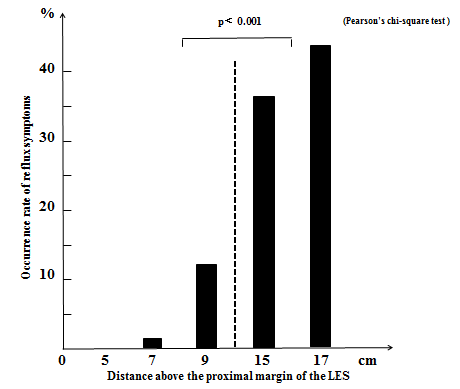 %
p< 0.001
(Pearson's chi-square test )
40
30
20
10
Occurrence rate of reflux symptoms
0 5 7 9 15 17 cm
Distance above the proximal margin of the LES